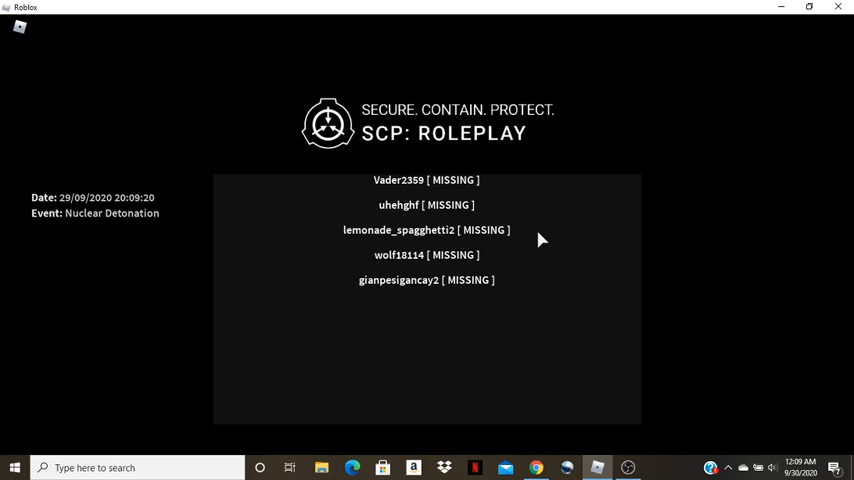 Roblox
SECURE. CONTAIN. PROTECT.
SCP: ROLEPLAY
Date: 29/09/2020 20:09:20
Event: Nuclear Detonation
Vader2359 [ MISSING ]
uhehghf [ MISSING ]
lemonade_spagghetti2 [ MISSING ]
wolf18114 [ MISSING ]
gianpesigancay2 [ MISSING ]
Type here to search
12:09 AM
9/30/2020